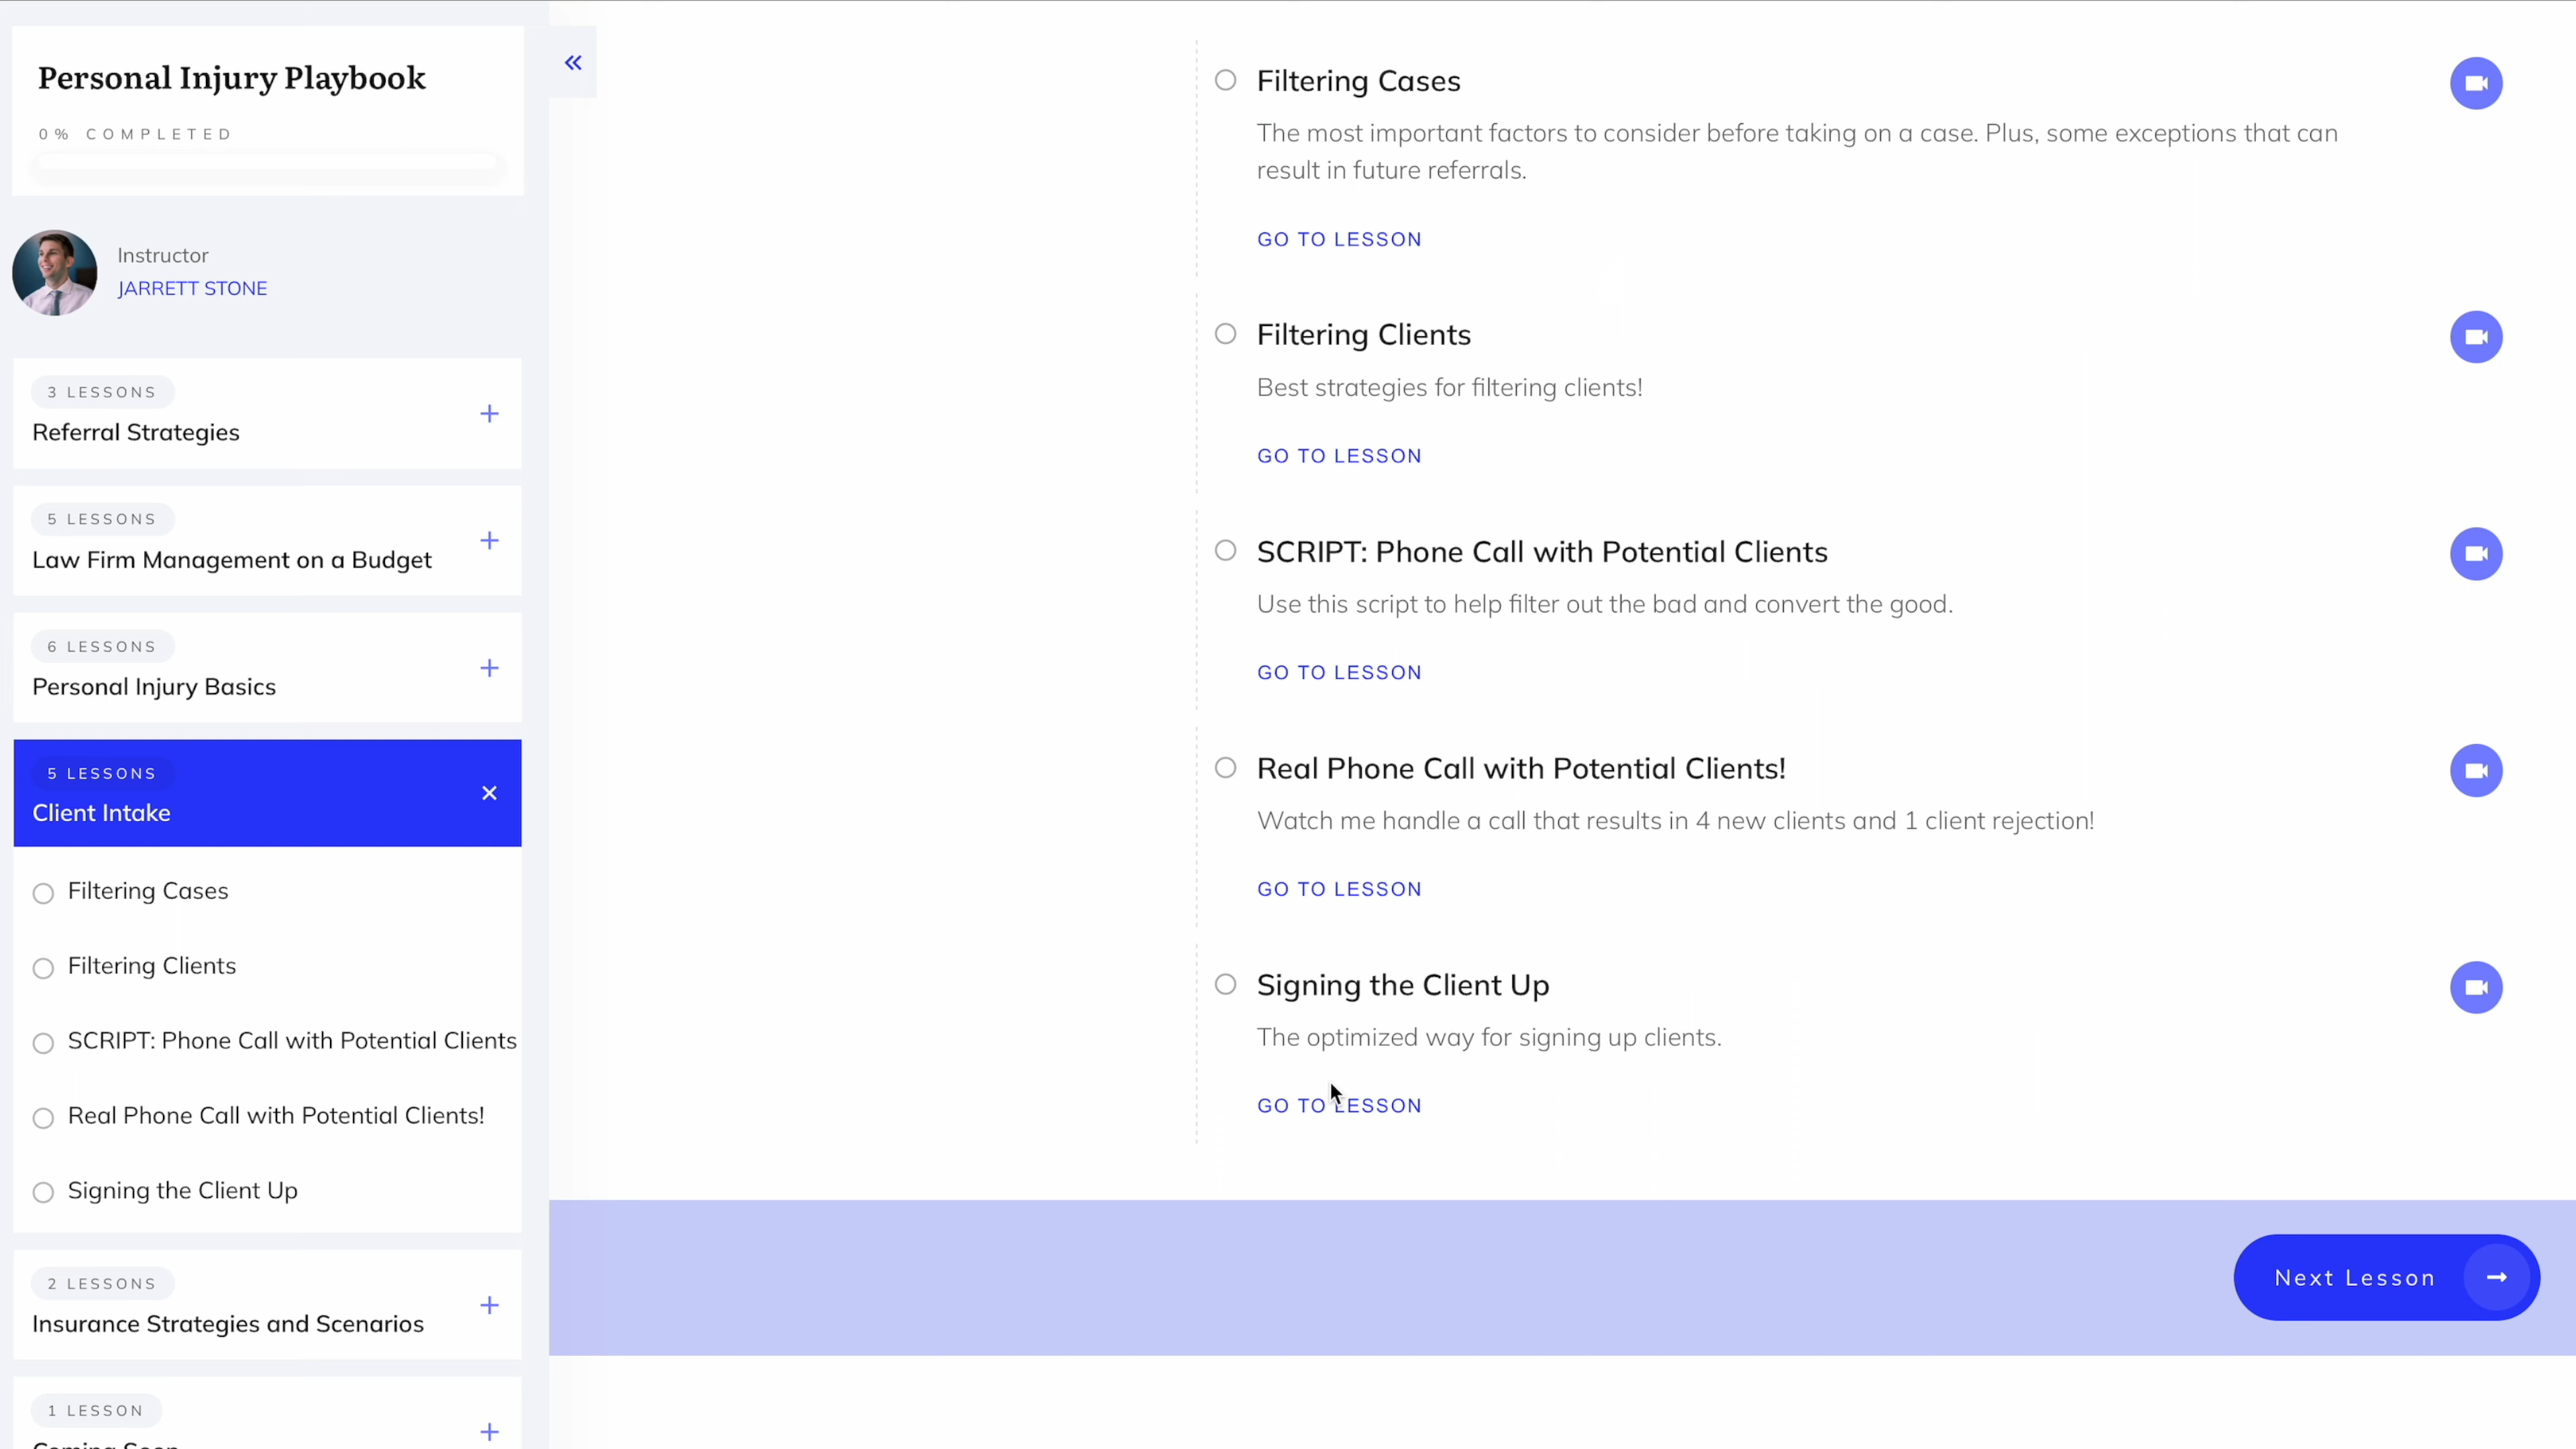 Personal Injury Playbook
0% COMPLETED
Instructor
JARRETT STONE
3 LESSONS
Referral Strategies
5 LESSONS
Law Firm Management on a Budget
6 LESSONS
Personal Injury Basics
5 LESSONS
Client Intake
Filtering Cases
Filtering Clients
SCRIPT: Phone Call with Potential Clients
Real Phone Call with Potential Clients!
Signing the Client Up
2 LESSONS
Insurance Strategies and Scenarios
1 LESSON
Coming Soon
Filtering Cases
The most important factors to consider before taking on a case. Plus, some exceptions that can
result in future referrals.
GO TO LESSON
Filtering Clients
Best strategies for filtering clients!
GO TO LESSON
SCRIPT: Phone Call with Potential Clients
Use this script to help filter out the bad and convert the good.
GO TO LESSON
Real Phone Call with Potential Clients!
Watch me handle a call that results in 4 new clients and 1 client rejection!
GO TO LESSON
Signing the Client Up
The optimized way for signing up clients.
GO TO LESSON
Next Lesson